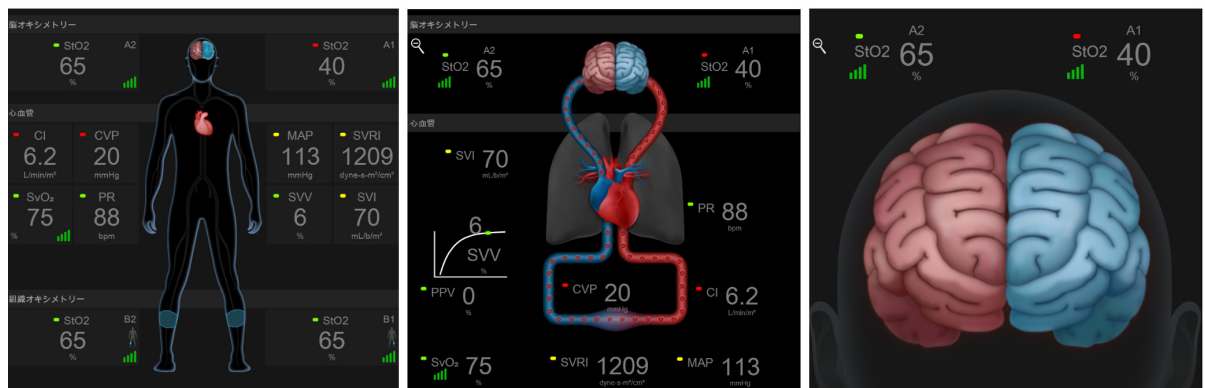 脳オキシメトリー
StO2 A2
65
%
StO2 A1
40
%
心血管
CI
6.2
L/min/m²
CVP
20
mmHg
MAP
113
mmHg
SVRI
1209
dyne-s-m²/cm⁵
SvO₂
75
%
PR
88
bpm
SVV
6
%
SVI
70
mL/b/m²
組織オキシメトリー
StO2 B2
65
%
StO2 B1
65
%
脳オキシメトリー
A2
StO2 65
%
A1
StO2 40
%
心血管
SVI 70
mL/b/m²
PR 88
bpm
6
SVV
%
PPV 0
%
CVP 20
mmHg
CI 6.2
L/min/m²
SvO₂ 75
%
SVRI 1209
dyne-s-m²/cm⁵
MAP 113
mmHg
A2
StO2 65
%
A1
StO2 40
%